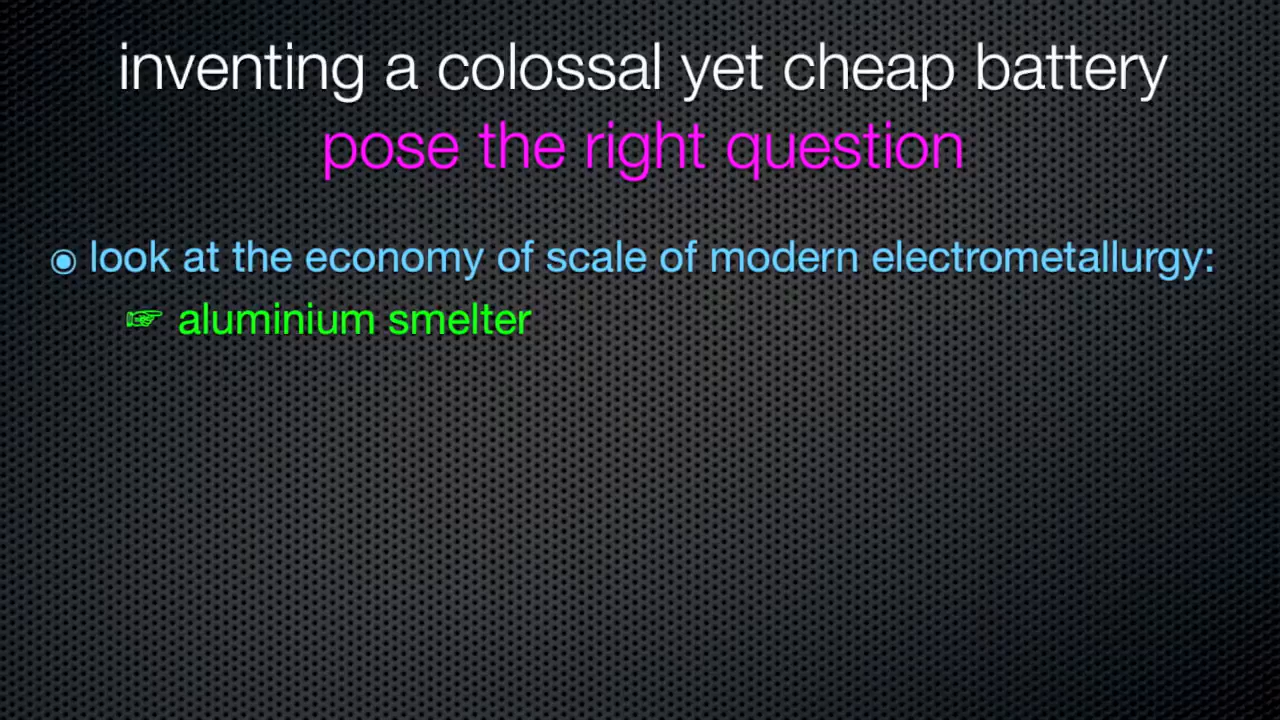 inventing a colossal yet cheap battery
pose the right question
◉ look at the economy of scale of modern electrometallurgy:
☞ aluminium smelter